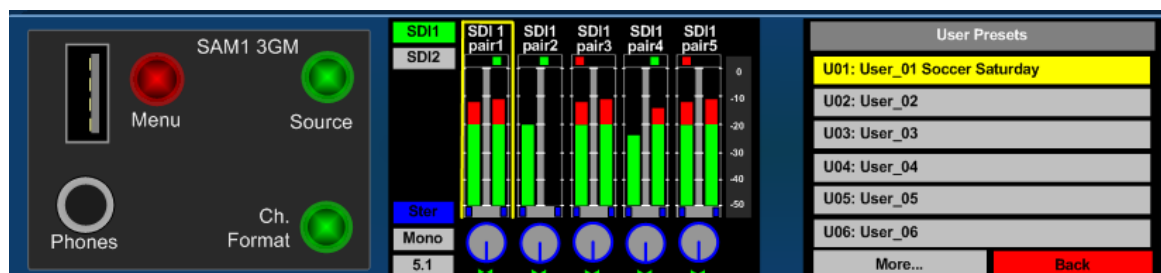 SAM1 3GM
Menu
Source
Phones
Ch.
Format
SDI1
SDI2
Ster
Mono
5.1
SDI 1 SDI1 SDI1 SDI1 SDI1
pair1 pair2 pair3 pair4 pair5
0
-10
-20
-30
-40
-50
User Presets
U01: User_01 Soccer Saturday
U02: User_02
U03: User_03
U04: User_04
U05: User_05
U06: User_06
More... Back